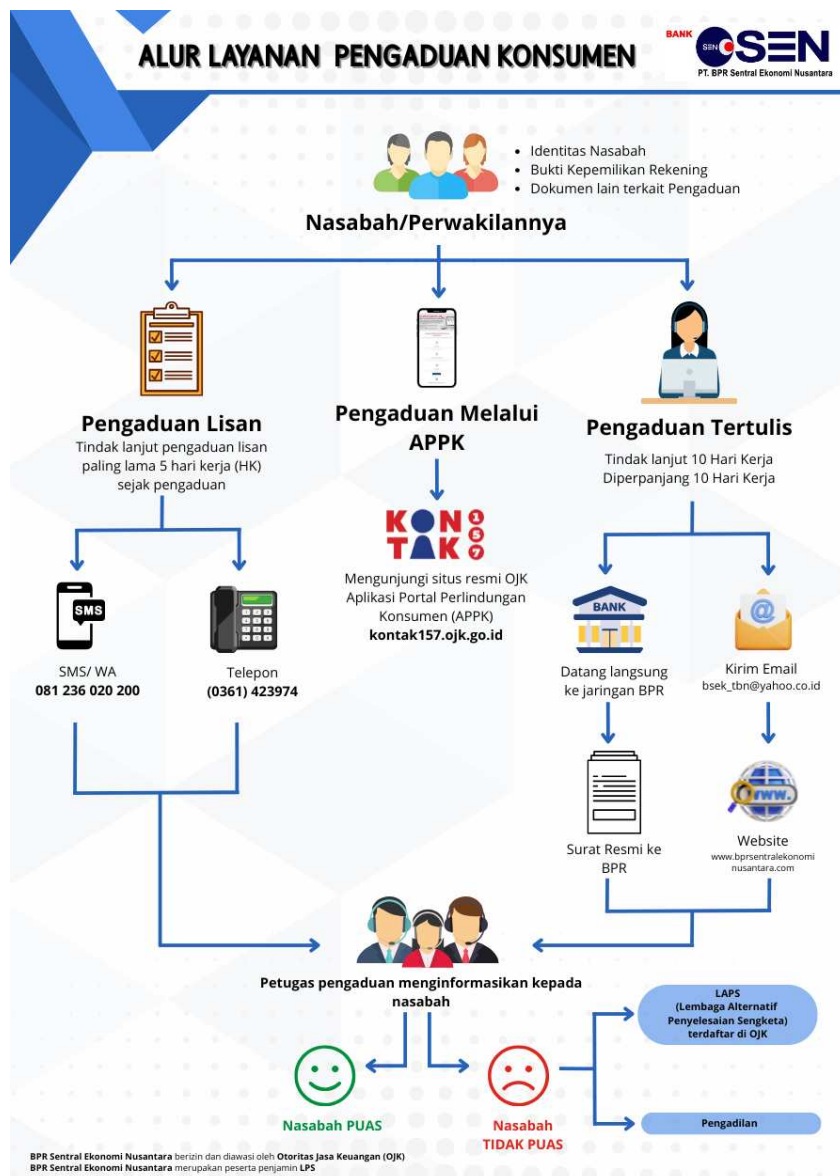 ALUR LAYANAN PENGADUAN KONSUMEN
BANK
SEN SEN
PT. BPR Sentral Ekonomi Nusantara
• Identitas Nasabah
• Bukti Kepemilikan Rekening
• Dokumen lain terkait Pengaduan
Nasabah/Perwakilannya
Pengaduan Lisan
Tindak lanjut pengaduan lisan
paling lama 5 hari kerja (HK)
sejak pengaduan
SMS
SMS/ WA
081 236 020 200
Telepon
(0361) 423974
Pengaduan Melalui
APPK
KONTAK 157
Mengunjungi situs resmi OJK
Aplikasi Portal Perlindungan
Konsumen (APPK)
kontak157.ojk.go.id
Pengaduan Tertulis
Tindak lanjut 10 Hari Kerja
Diperpanjang 10 Hari Kerja
BANK
Datang langsung
ke jaringan BPR
Surat Resmi ke
BPR
@
Kirim Email
bsek_tbn@yahoo.co.id
www.
Website
www.bprsentralekonomi
nusantara.com
Petugas pengaduan menginformasikan kepada
nasabah
Nasabah PUAS
Nasabah
TIDAK PUAS
LAPS
(Lembaga Alternatif
Penyelesaian Sengketa)
terdaftar di OJK
Pengadilan
BPR Sentral Ekonomi Nusantara berizin dan diawasi oleh Otoritas Jasa Keuangan (OJK)
BPR Sentral Ekonomi Nusantara merupakan peserta penjamin LPS